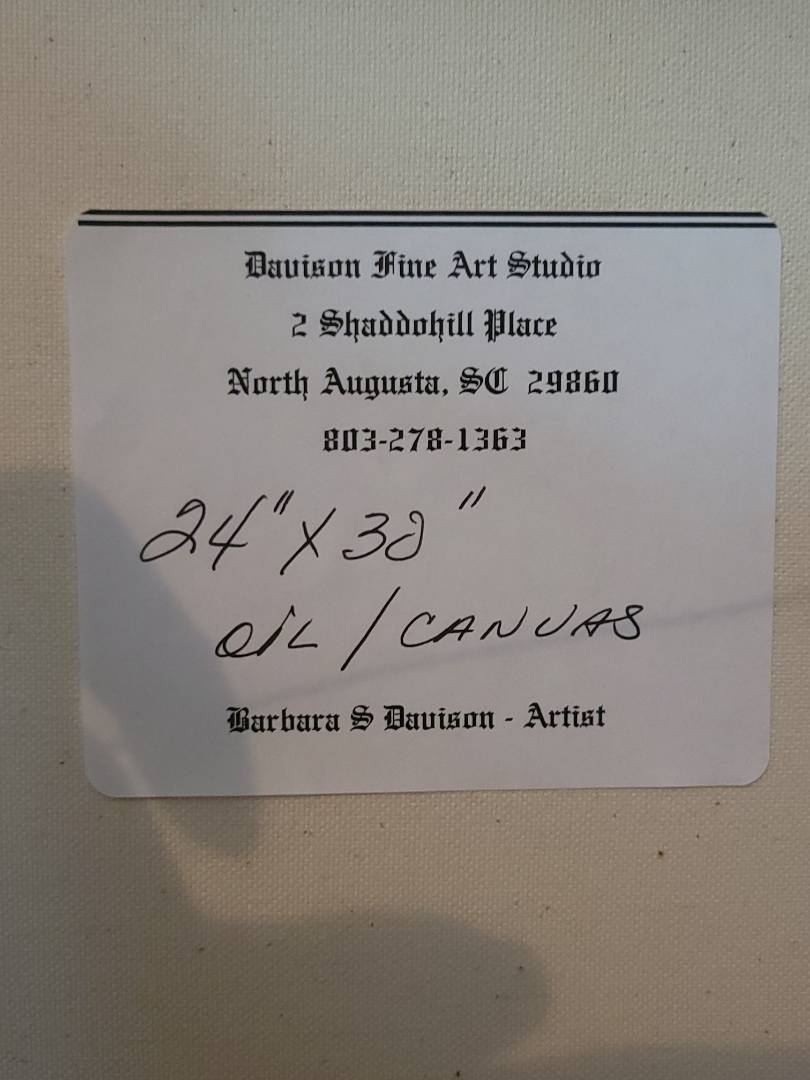 Davison Fine Art Studio
2 Shaddohill Place
North Augusta, SC 29860
803-278-1363
24" X 30"
OIL / CANVAS
Barbara S Davison - Artist